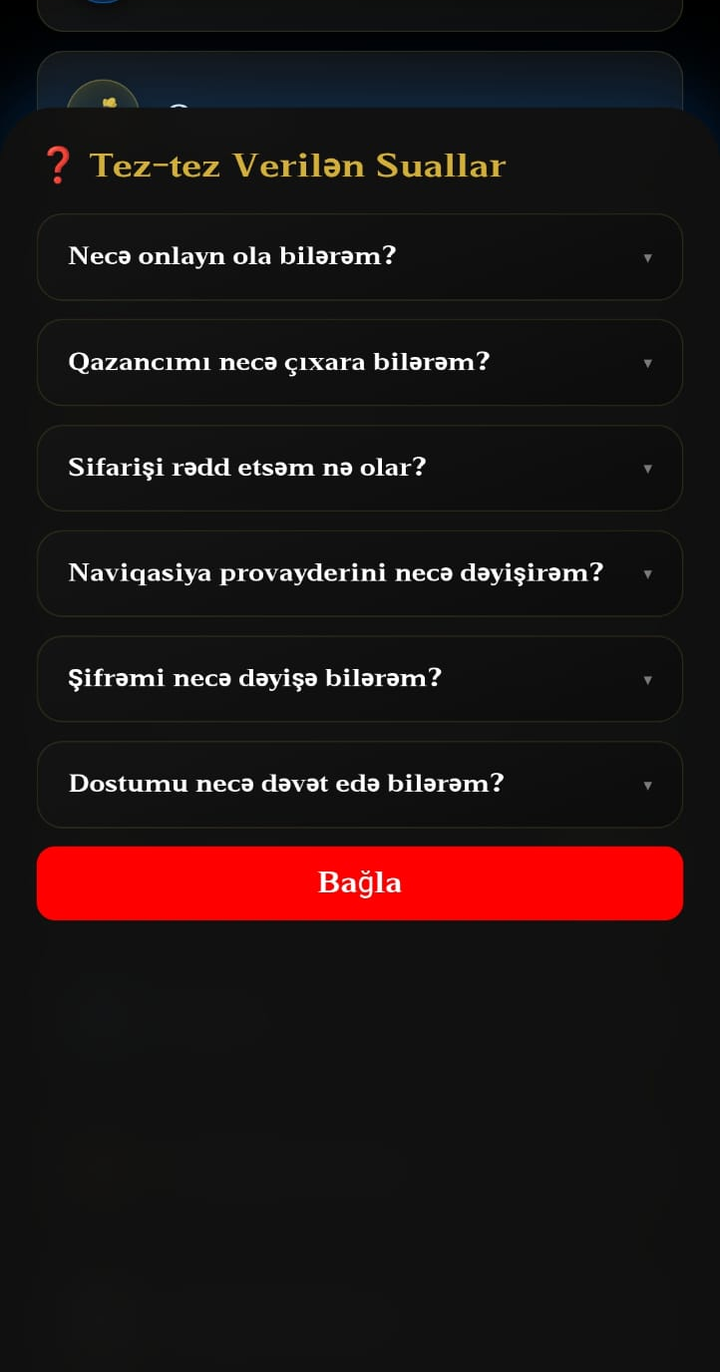 ❓ Tez-tez Verilən Suallar
Necə onlayn ola bilərəm?
Qazancımı necə çıxara bilərəm?
Sifarişi rədd etsəm nə olar?
Naviqasiya provayderini necə dəyişirəm?
Şifrəmi necə dəyişə bilərəm?
Dostumu necə dəvət edə bilərəm?
Bağla